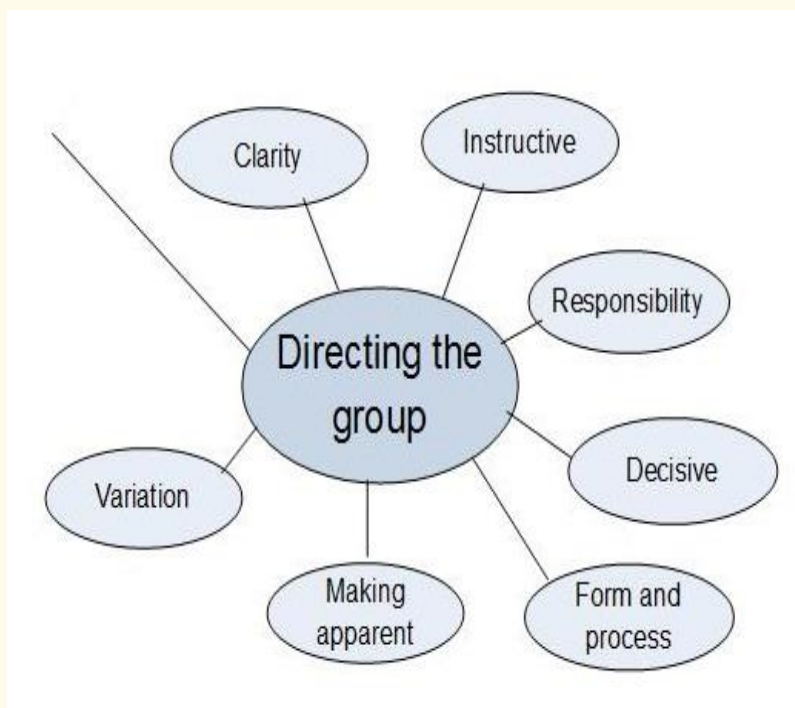 Clarity
Instructive
Responsibility
Directing the
group
Decisive
Variation
Making
apparent
Form and
process